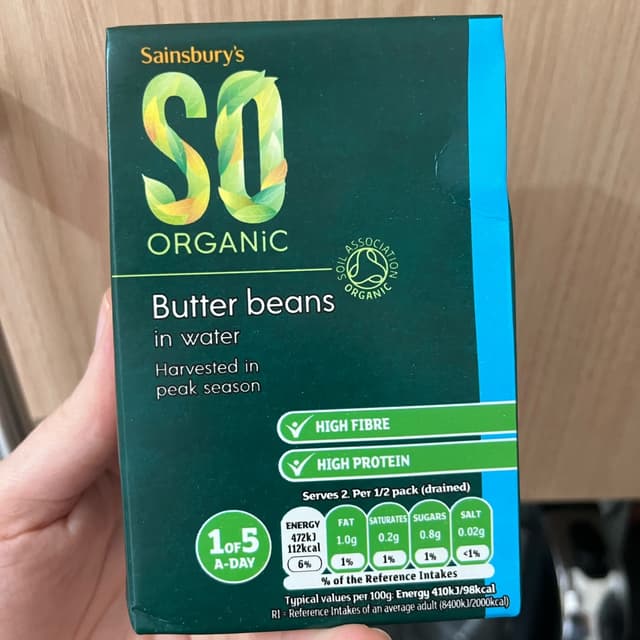 Sainsbury's
SO
ORGANiC
SOIL ASSOCIATION
ORGANIC
Butter beans
in water
Harvested in
peak season
HIGH FIBRE
HIGH PROTEIN
Serves 2. Per 1/2 pack (drained)
1 OF 5
A-DAY
ENERGY
472kJ
112kcal
6%
FAT
1.0g
1%
SATURATES
0.2g
1%
SUGARS
0.8g
1%
SALT
0.02g
<1%
% of the Reference Intakes
Typical values per 100g: Energy 410kJ/98kcal
RI = Reference Intakes of an average adult (8400kJ/2000kcal)